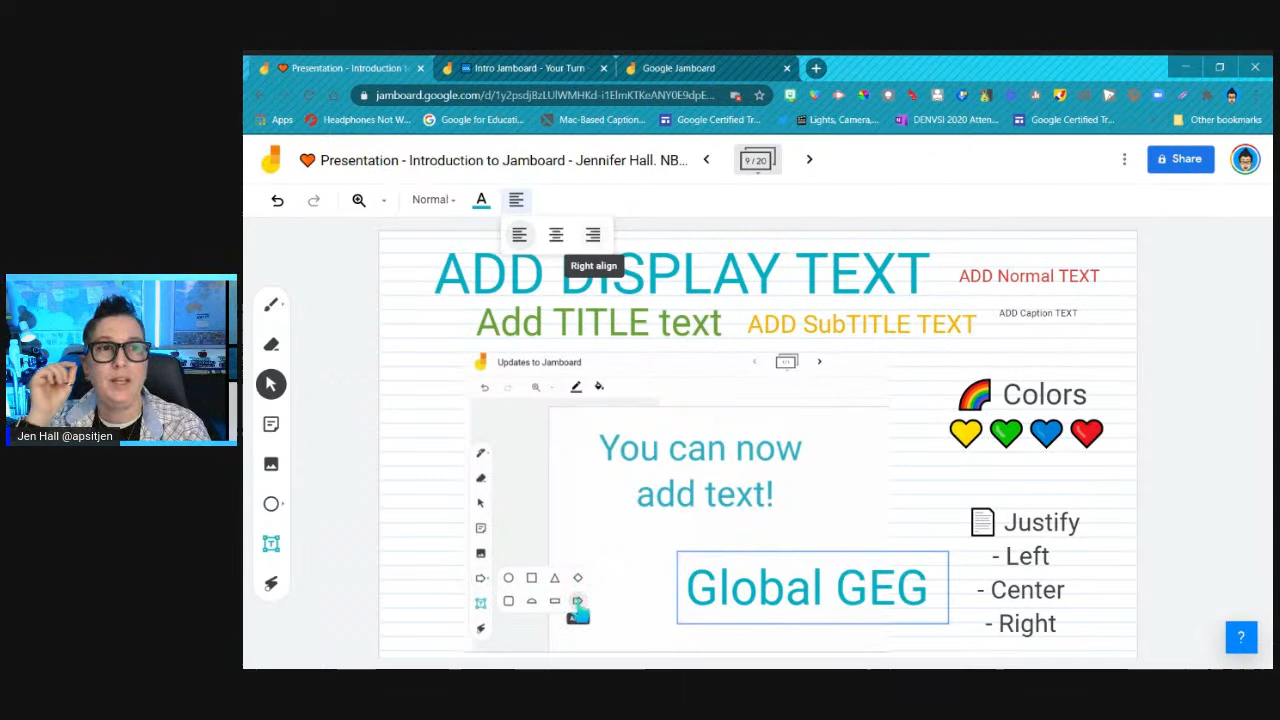 Presentation - Introduction t
Intro Jamboard - Your Turn
Google Jamboard
jamboard.google.com/d/1y2psdjBzLUlWMHKd-i1ElmKTKeANY0E9dpE...
Apps
Headphones Not W...
Google for Educati...
Mac-Based Caption...
Google Certified Tr...
Lights, Camera,...
DENVSI 2020 Atten...
Google Certified Tr...
Other bookmarks
Presentation - Introduction to Jamboard - Jennifer Hall. NB...
9 / 20
Share
Normal
A
Right align
ADD DISPLAY TEXT
ADD Normal TEXT
Add TITLE text
ADD SubTITLE TEXT
ADD Caption TEXT
Updates to Jamboard
1/1
You can now
add text!
Global GEG
Colors
Justify
- Left
- Center
- Right
Jen Hall @apsitjen
?